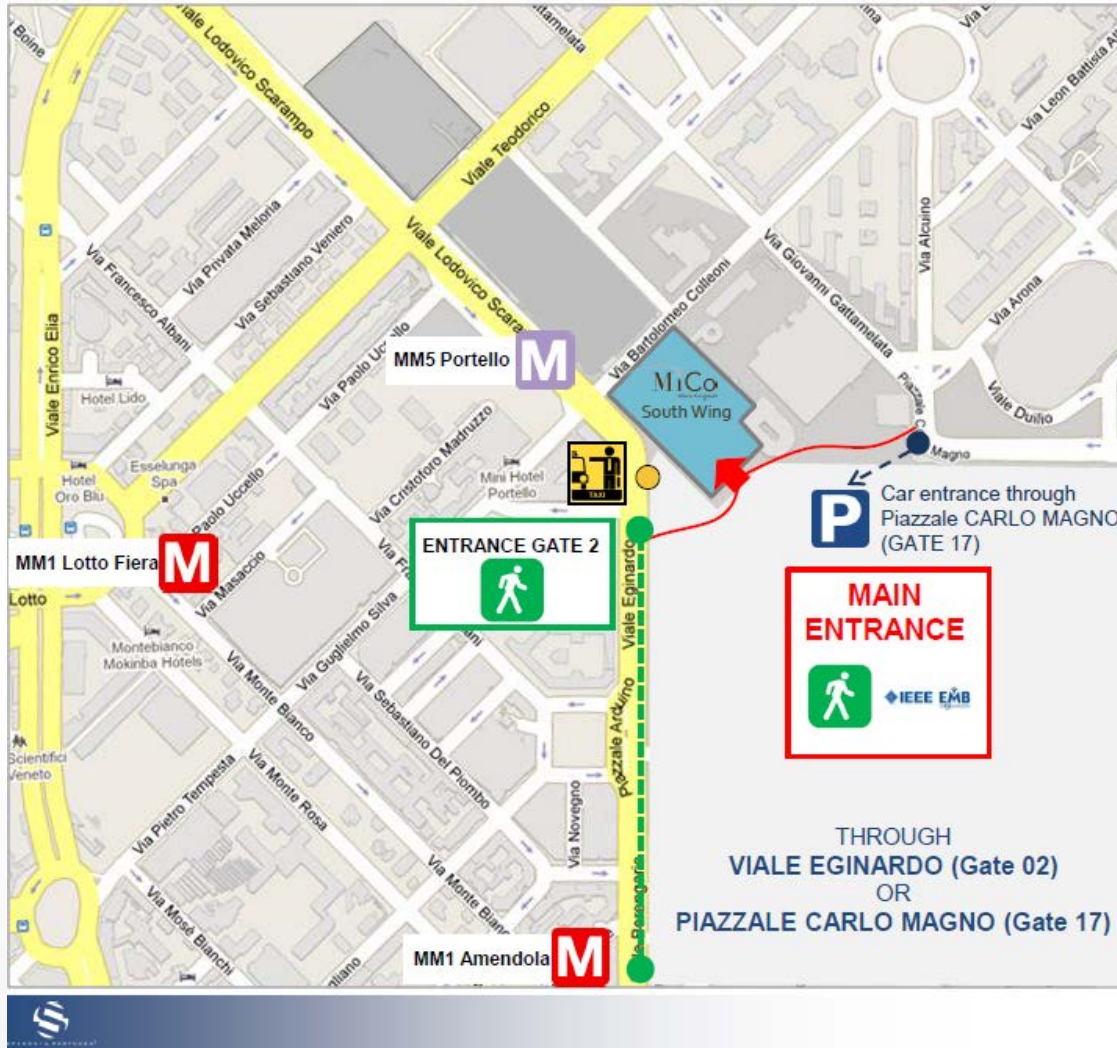 Boine
Viale Lodovico Scarampo
Gattamelata
Via Leon Battista
Viale Teodorico
Via Privata Meloria
Via Sebastiano Veniero
Via Francesco Albani
Viale Lodovico Scara
Via Bartolomeo Colleoni
Via Giovanni Gattamelata
Via Alcuino
Via Arona
Viale Enrico Elia
Via Paolo Uccello
MM5 Portello
M
Hotel Lido
MiCo
South Wing
Piazzale C
Viale Duilio
Magno
Via Cristoforo Madruzzo
Esselunga
Spa
Hotel
Oro Blu
Paolo Uccello
Mini Hotel
Portello
TAXI
P
Car entrance through
Piazzale CARLO MAGNO
(GATE 17)
MM1 Lotto Fiera
M
Lotto
Via Masaccio
ENTRANCE GATE 2
Viale Eginardo
MAIN
ENTRANCE
IEEE EMB
Montebianco
Mokinba Hotels
Via Guglielmo Silva
Via Monte Bianco
Via Sebastiano Del Piombo
Piazzale Arduino
Scientifici
Veneto
Via Pietro Tempesta
Via Monte Rosa
Via Novegno
THROUGH
VIALE EGINARDO (Gate 02)
OR
PIAZZALE CARLO MAGNO (Gate 17)
Via Mosè Bianchi
Via Monte Bianc
Berengario
MM1 Amendola
M